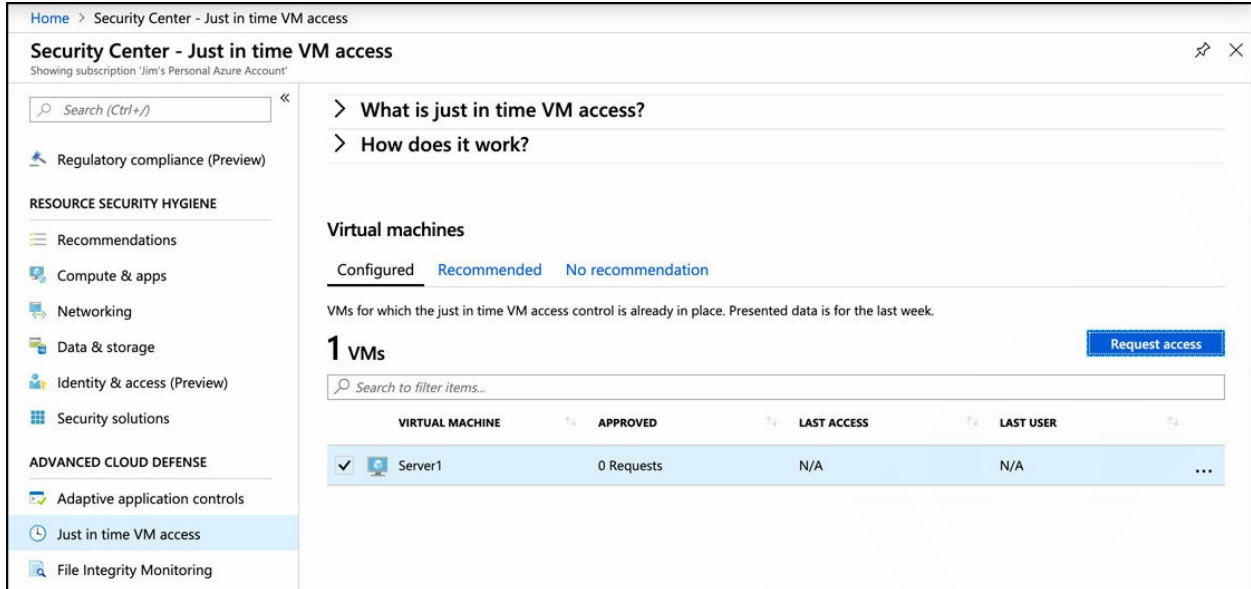 Home > Security Center - Just in time VM access
Security Center - Just in time VM access
Showing subscription 'Jim's Personal Azure Account'
Search (Ctrl+/)
«
Regulatory compliance (Preview)
RESOURCE SECURITY HYGIENE
Recommendations
Compute & apps
Networking
Data & storage
Identity & access (Preview)
Security solutions
ADVANCED CLOUD DEFENSE
Adaptive application controls
Just in time VM access
File Integrity Monitoring
What is just in time VM access?
How does it work?
Virtual machines
Configured Recommended No recommendation
VMs for which the just in time VM access control is already in place. Presented data is for the last week.
1 VMs
Request access
Search to filter items...
VIRTUAL MACHINE APPROVED LAST ACCESS LAST USER
Server1 0 Requests N/A N/A ...